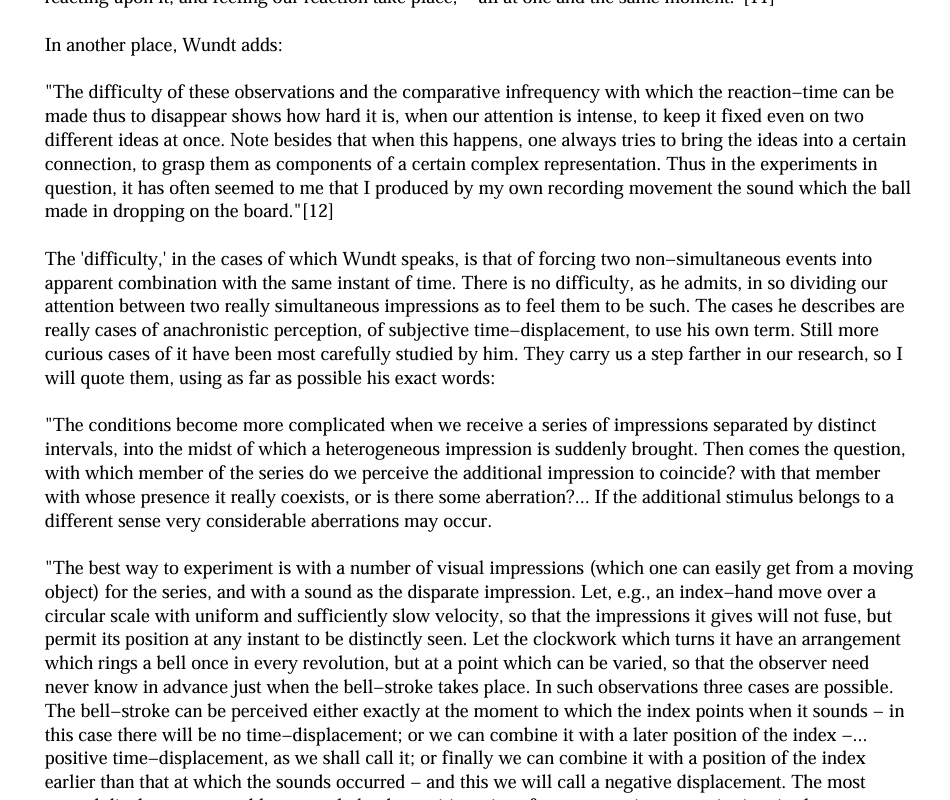 reacting upon it, and feeling our reaction take place, – all at one and the same moment."[11]
In another place, Wundt adds:
"The difficulty of these observations and the comparative infrequency with which the reaction–time can be
made thus to disappear shows how hard it is, when our attention is intense, to keep it fixed even on two
different ideas at once. Note besides that when this happens, one always tries to bring the ideas into a certain
connection, to grasp them as components of a certain complex representation. Thus in the experiments in
question, it has often seemed to me that I produced by my own recording movement the sound which the ball
made in dropping on the board."[12]
The 'difficulty,' in the cases of which Wundt speaks, is that of forcing two non–simultaneous events into
apparent combination with the same instant of time. There is no difficulty, as he admits, in so dividing our
attention between two really simultaneous impressions as to feel them to be such. The cases he describes are
really cases of anachronistic perception, of subjective time–displacement, to use his own term. Still more
curious cases of it have been most carefully studied by him. They carry us a step farther in our research, so I
will quote them, using as far as possible his exact words:
"The conditions become more complicated when we receive a series of impressions separated by distinct
intervals, into the midst of which a heterogeneous impression is suddenly brought. Then comes the question,
with which member of the series do we perceive the additional impression to coincide? with that member
with whose presence it really coexists, or is there some aberration?... If the additional stimulus belongs to a
different sense very considerable aberrations may occur.
"The best way to experiment is with a number of visual impressions (which one can easily get from a moving
object) for the series, and with a sound as the disparate impression. Let, e.g., an index–hand move over a
circular scale with uniform and sufficiently slow velocity, so that the impressions it gives will not fuse, but
permit its position at any instant to be distinctly seen. Let the clockwork which turns it have an arrangement
which rings a bell once in every revolution, but at a point which can be varied, so that the observer need
never know in advance just when the bell–stroke takes place. In such observations three cases are possible.
The bell–stroke can be perceived either exactly at the moment to which the index points when it sounds – in
this case there will be no time–displacement; or we can combine it with a later position of the index –...
positive time–displacement, as we shall call it; or finally we can combine it with a position of the index
earlier than that at which the sounds occurred – and this we will call a negative displacement. The most